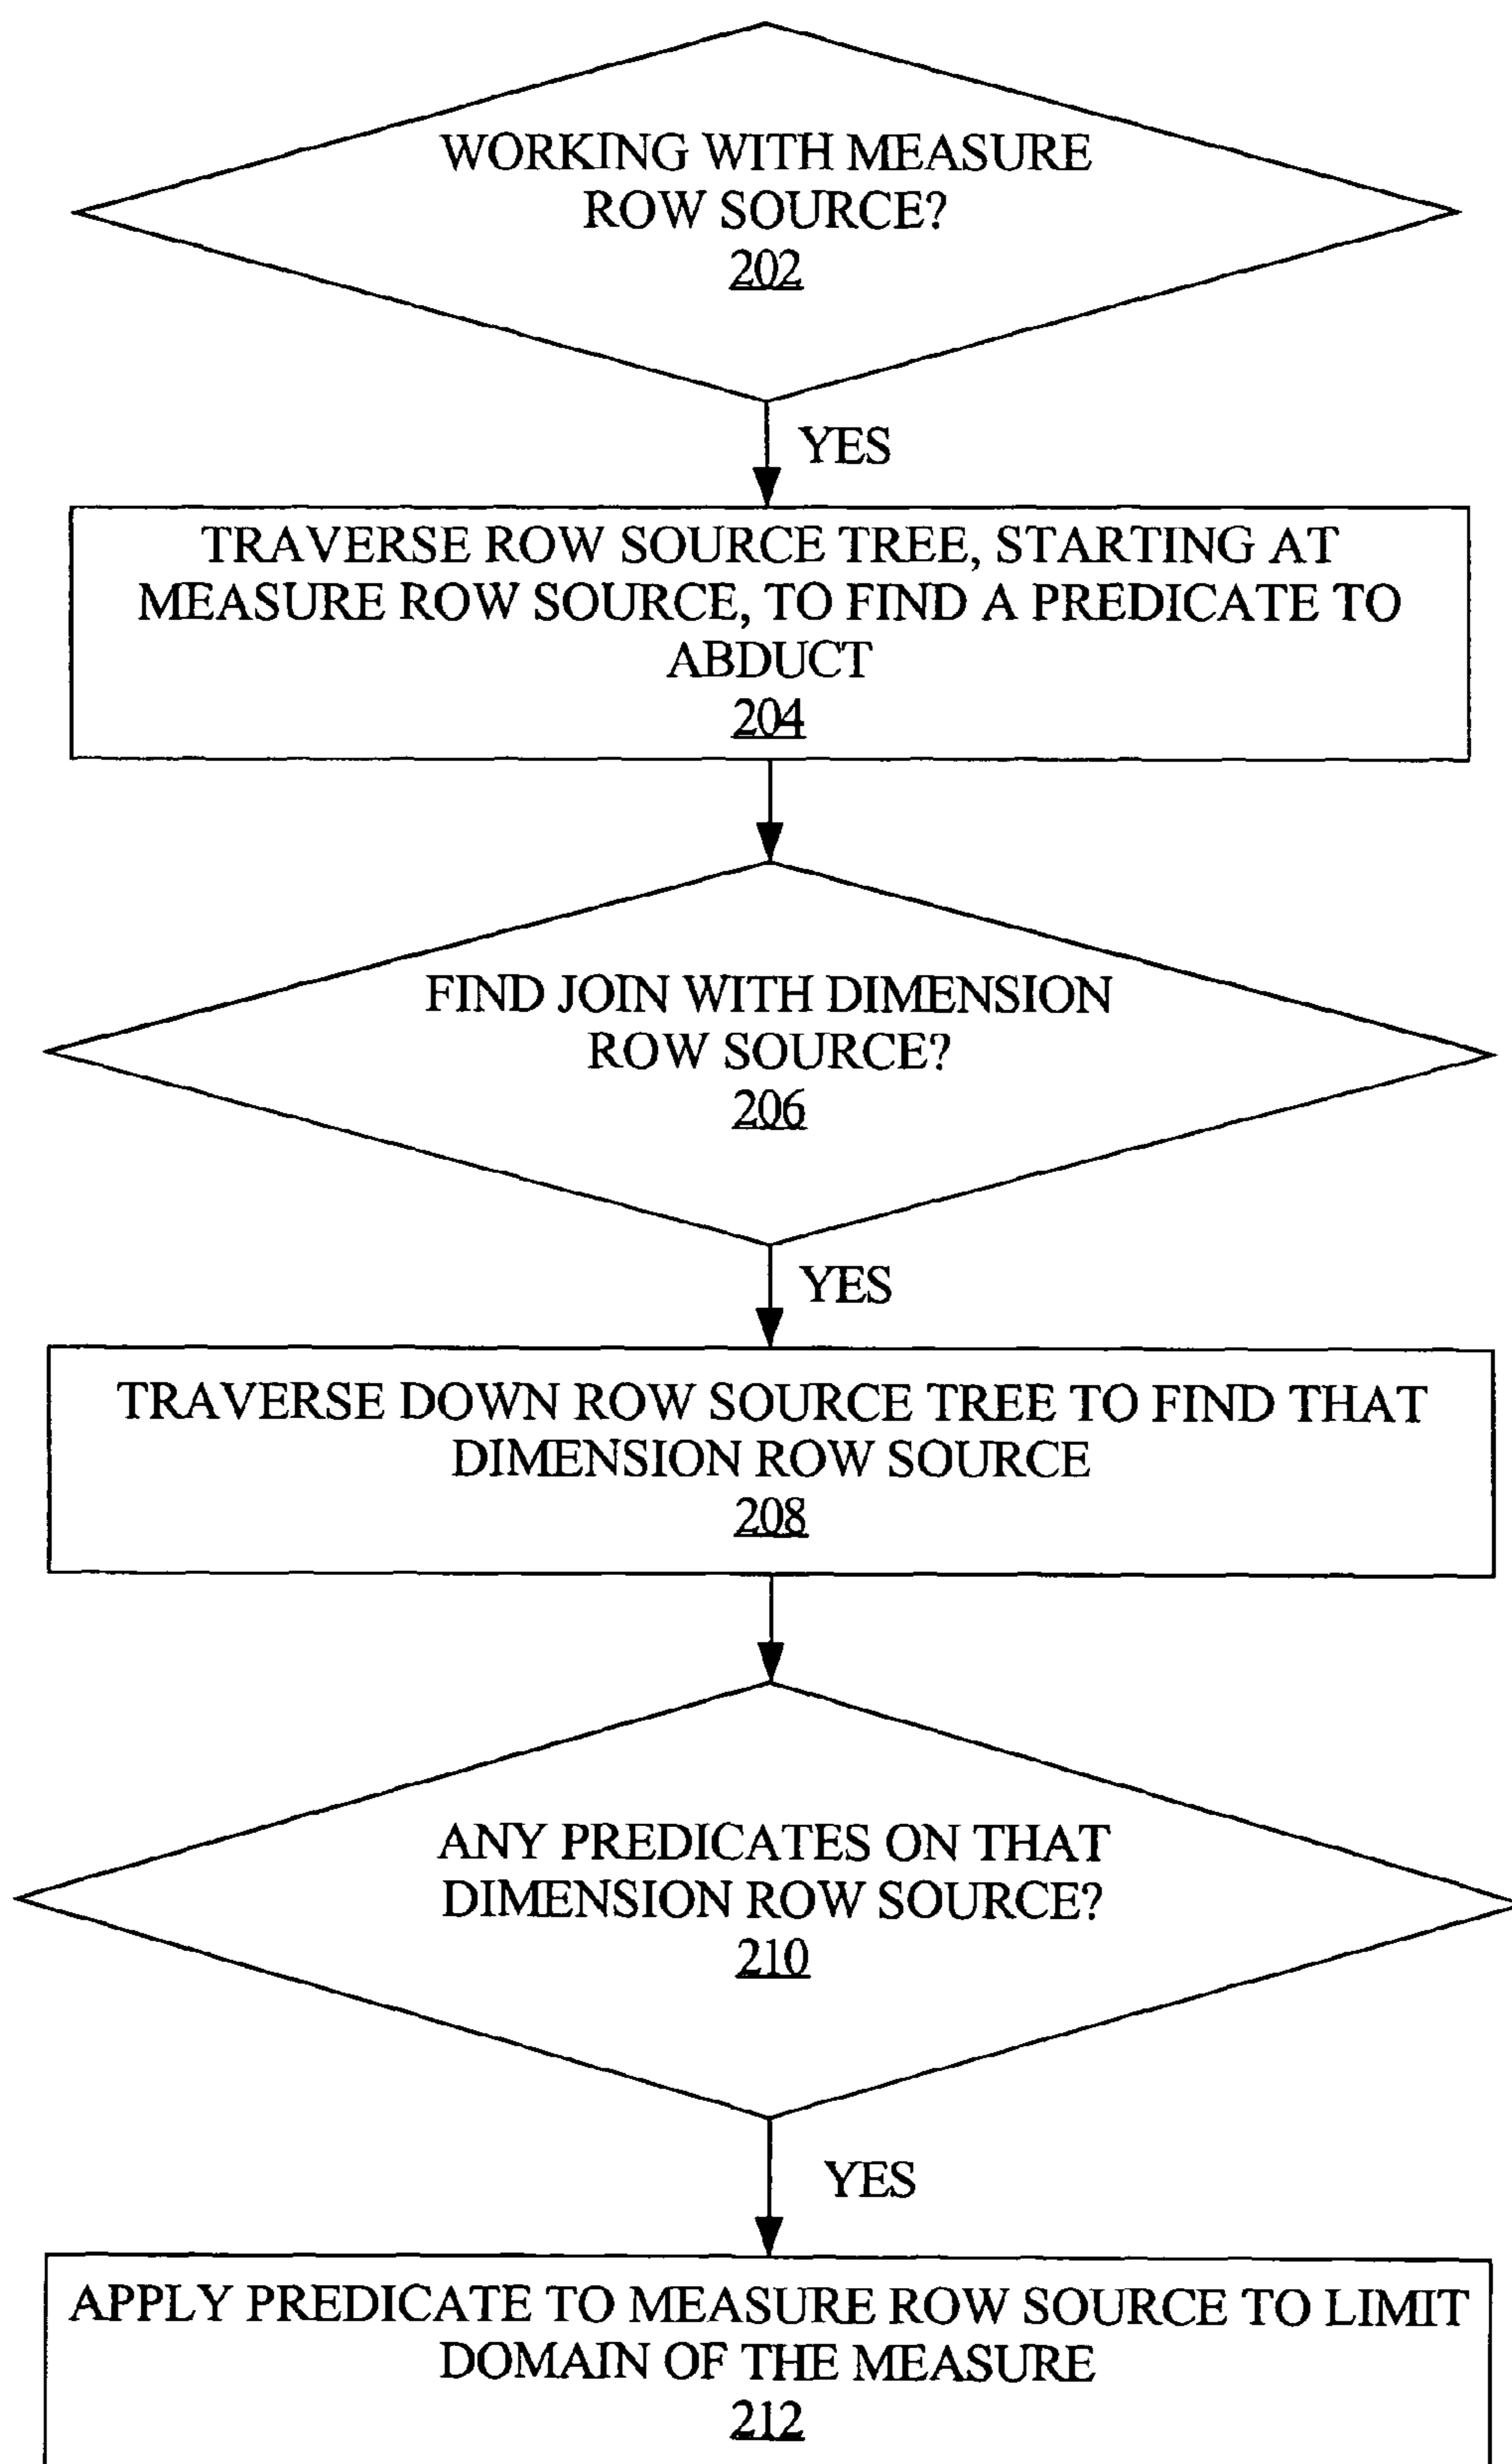 WORKING WITH MEASURE
ROW SOURCE?
202
YES
TRAVERSE ROW SOURCE TREE, STARTING AT
MEASURE ROW SOURCE, TO FIND A PREDICATE TO
ABDUCT
204
FIND JOIN WITH DIMENSION
ROW SOURCE?
206
YES
TRAVERSE DOWN ROW SOURCE TREE TO FIND THAT
DIMENSION ROW SOURCE
208
ANY PREDICATES ON THAT
DIMENSION ROW SOURCE?
210
YES
APPLY PREDICATE TO MEASURE ROW SOURCE TO LIMIT
DOMAIN OF THE MEASURE
212